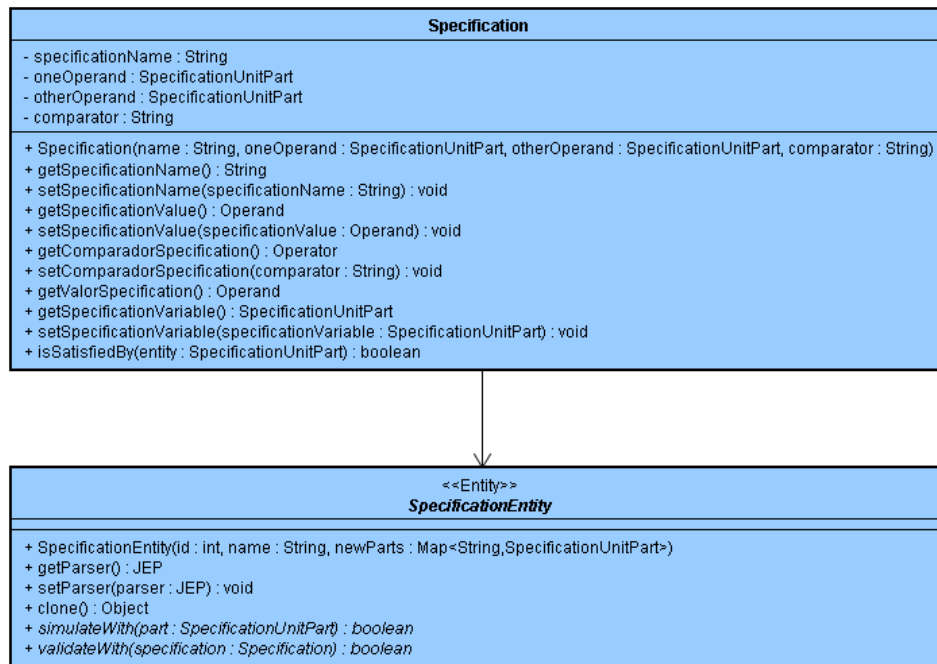 Specification
- specificationName : String
- oneOperand : SpecificationUnitPart
- otherOperand : SpecificationUnitPart
- comparator : String
+ Specification(name : String, oneOperand : SpecificationUnitPart, otherOperand : SpecificationUnitPart, comparator : String)
+ getSpecificationName() : String
+ setSpecificationName(specificationName : String) : void
+ getSpecificationValue() : Operand
+ setSpecificationValue(specificationValue : Operand) : void
+ getComparadorSpecification() : Operator
+ setComparadorSpecification(comparator : String) : void
+ getValorSpecification() : Operand
+ getSpecificationVariable() : SpecificationUnitPart
+ setSpecificationVariable(specificationVariable : SpecificationUnitPart) : void
+ isSatisfiedBy(entity : SpecificationUnitPart) : boolean
<<Entity>>
SpecificationEntity
+ SpecificationEntity(id : int, name : String, newParts : Map<String,SpecificationUnitPart>)
+ getParser() : JEP
+ setParser(parser : JEP) : void
+ clone() : Object
+ simulateWith(part : SpecificationUnitPart) : boolean
+ validateWith(specification : Specification) : boolean